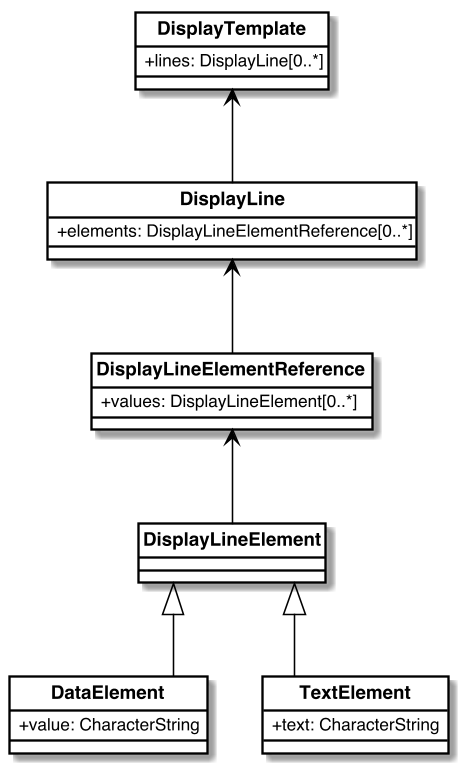 DisplayTemplate
+lines: DisplayLine[0..*]
DisplayLine
+elements: DisplayLineElementReference[0..*]
DisplayLineElementReference
+values: DisplayLineElement[0..*]
DisplayLineElement
DataElement
+value: CharacterString
TextElement
+text: CharacterString